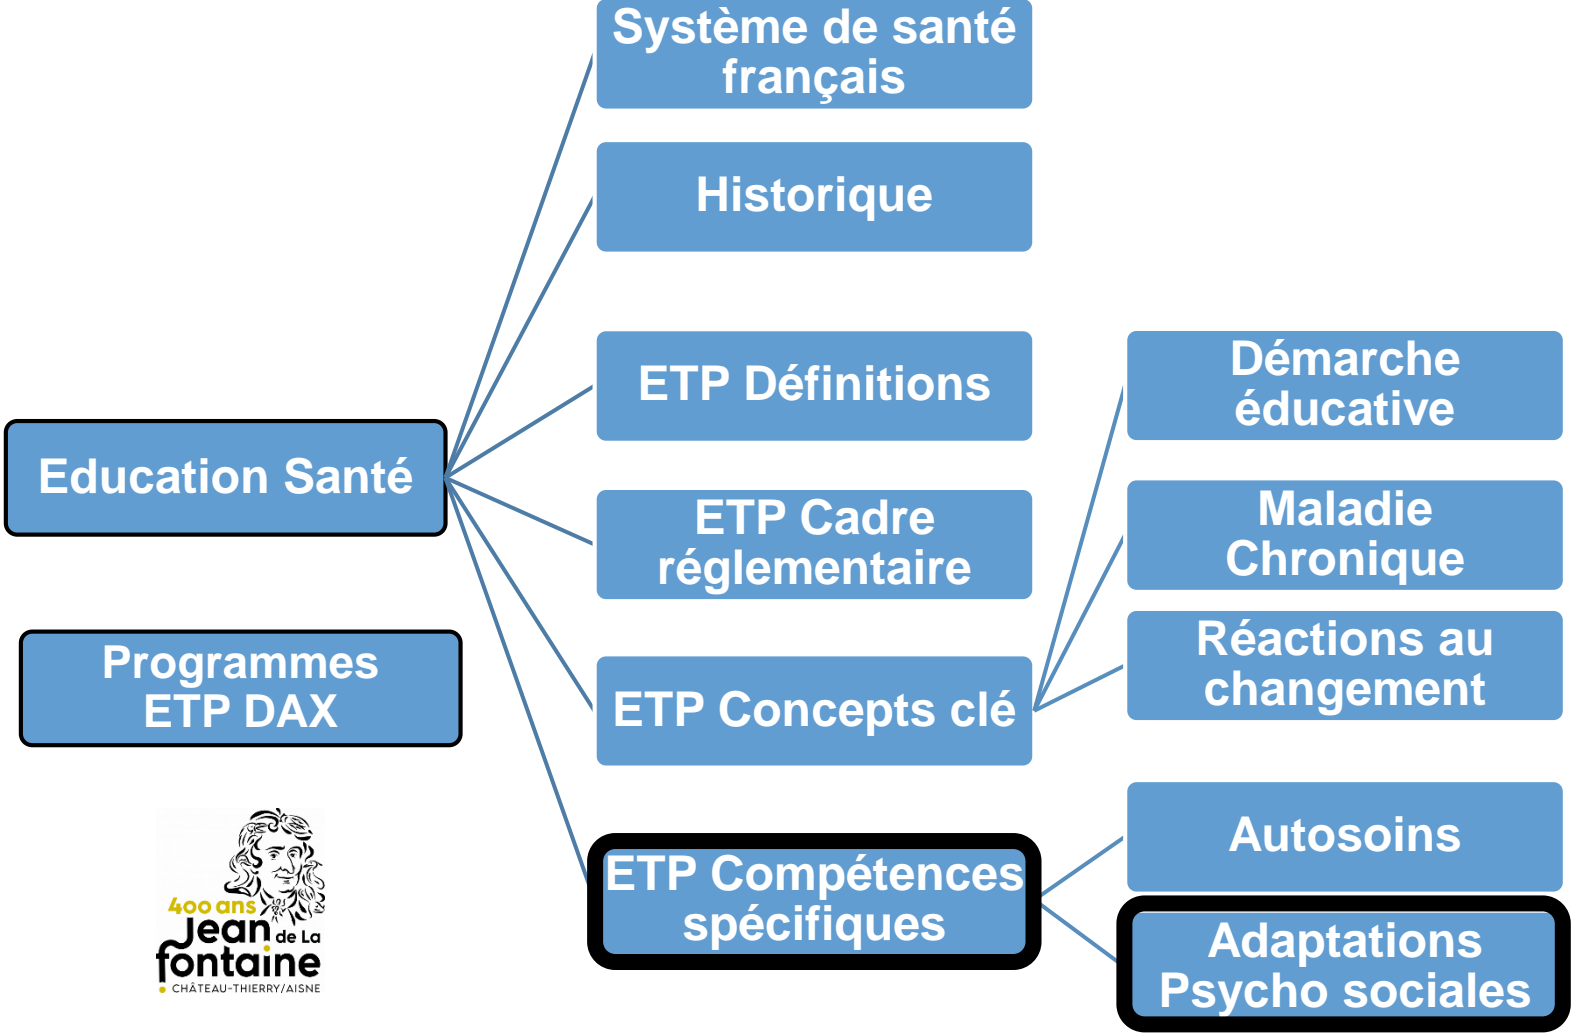 Système de santé
français
Historique
ETP Définitions
Démarche
éducative
Education Santé
ETP Cadre
réglementaire
Maladie
Chronique
Programmes
ETP DAX
ETP Concepts clé
Réactions au
changement
Autosoins
ETP Compétences
spécifiques
Adaptations
Psycho sociales
400 ans
Jean de La
fontaine
CHÂTEAU-THIERRY/AISNE